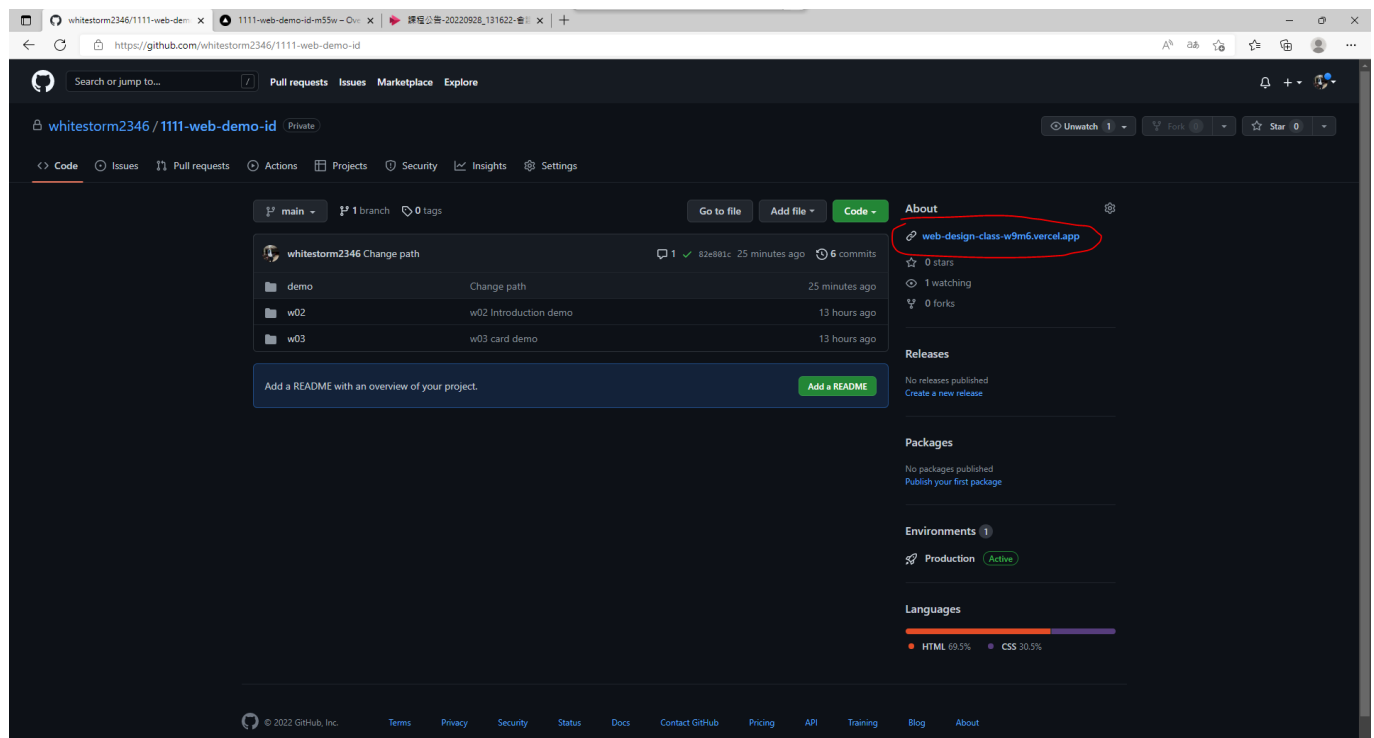 whitestorm2346/1111-web-dem
1111-web-demo-id-m55w – Ove
課程公告-20220928_131622-會
https://github.com/whitestorm2346/1111-web-demo-id
Search or jump to... /
Pull requests Issues Marketplace Explore
whitestorm2346 / 1111-web-demo-id Private
Unwatch 1 Fork 0 Star 0
<> Code Issues Pull requests Actions Projects Security Insights Settings
main 1 branch 0 tags
Go to file Add file Code
whitestorm2346 Change path 1 82e801c 25 minutes ago 6 commits
demo Change path 25 minutes ago
w02 w02 Introduction demo 13 hours ago
w03 w03 card demo 13 hours ago
Add a README with an overview of your project. Add a README
About
web-design-class-w9m6.vercel.app
0 stars
1 watching
0 forks
Releases
No releases published
Create a new release
Packages
No packages published
Publish your first package
Environments 1
Production Active
Languages
HTML 69.5% CSS 30.5%
© 2022 GitHub, Inc. Terms Privacy Security Status Docs Contact GitHub Pricing API Training Blog About